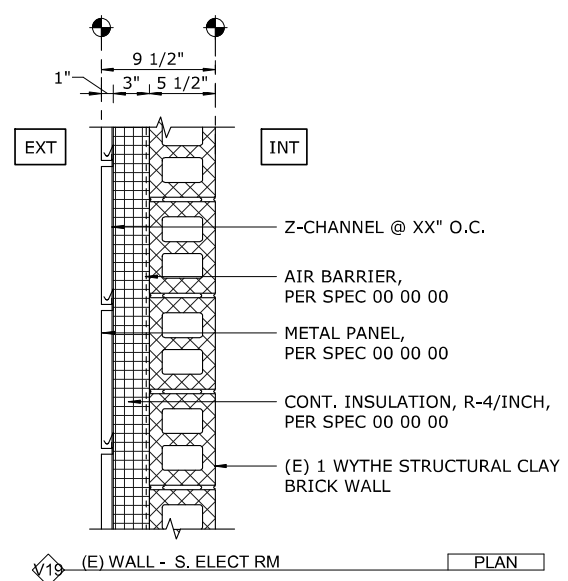 9 1/2"
1" 3" 5 1/2"
EXT
INT
Z-CHANNEL @ XX" O.C.
AIR BARRIER,
PER SPEC 00 00 00
METAL PANEL,
PER SPEC 00 00 00
CONT. INSULATION, R-4/INCH,
PER SPEC 00 00 00
(E) 1 WYTHE STRUCTURAL CLAY
BRICK WALL
V19 (E) WALL - S. ELECT RM PLAN